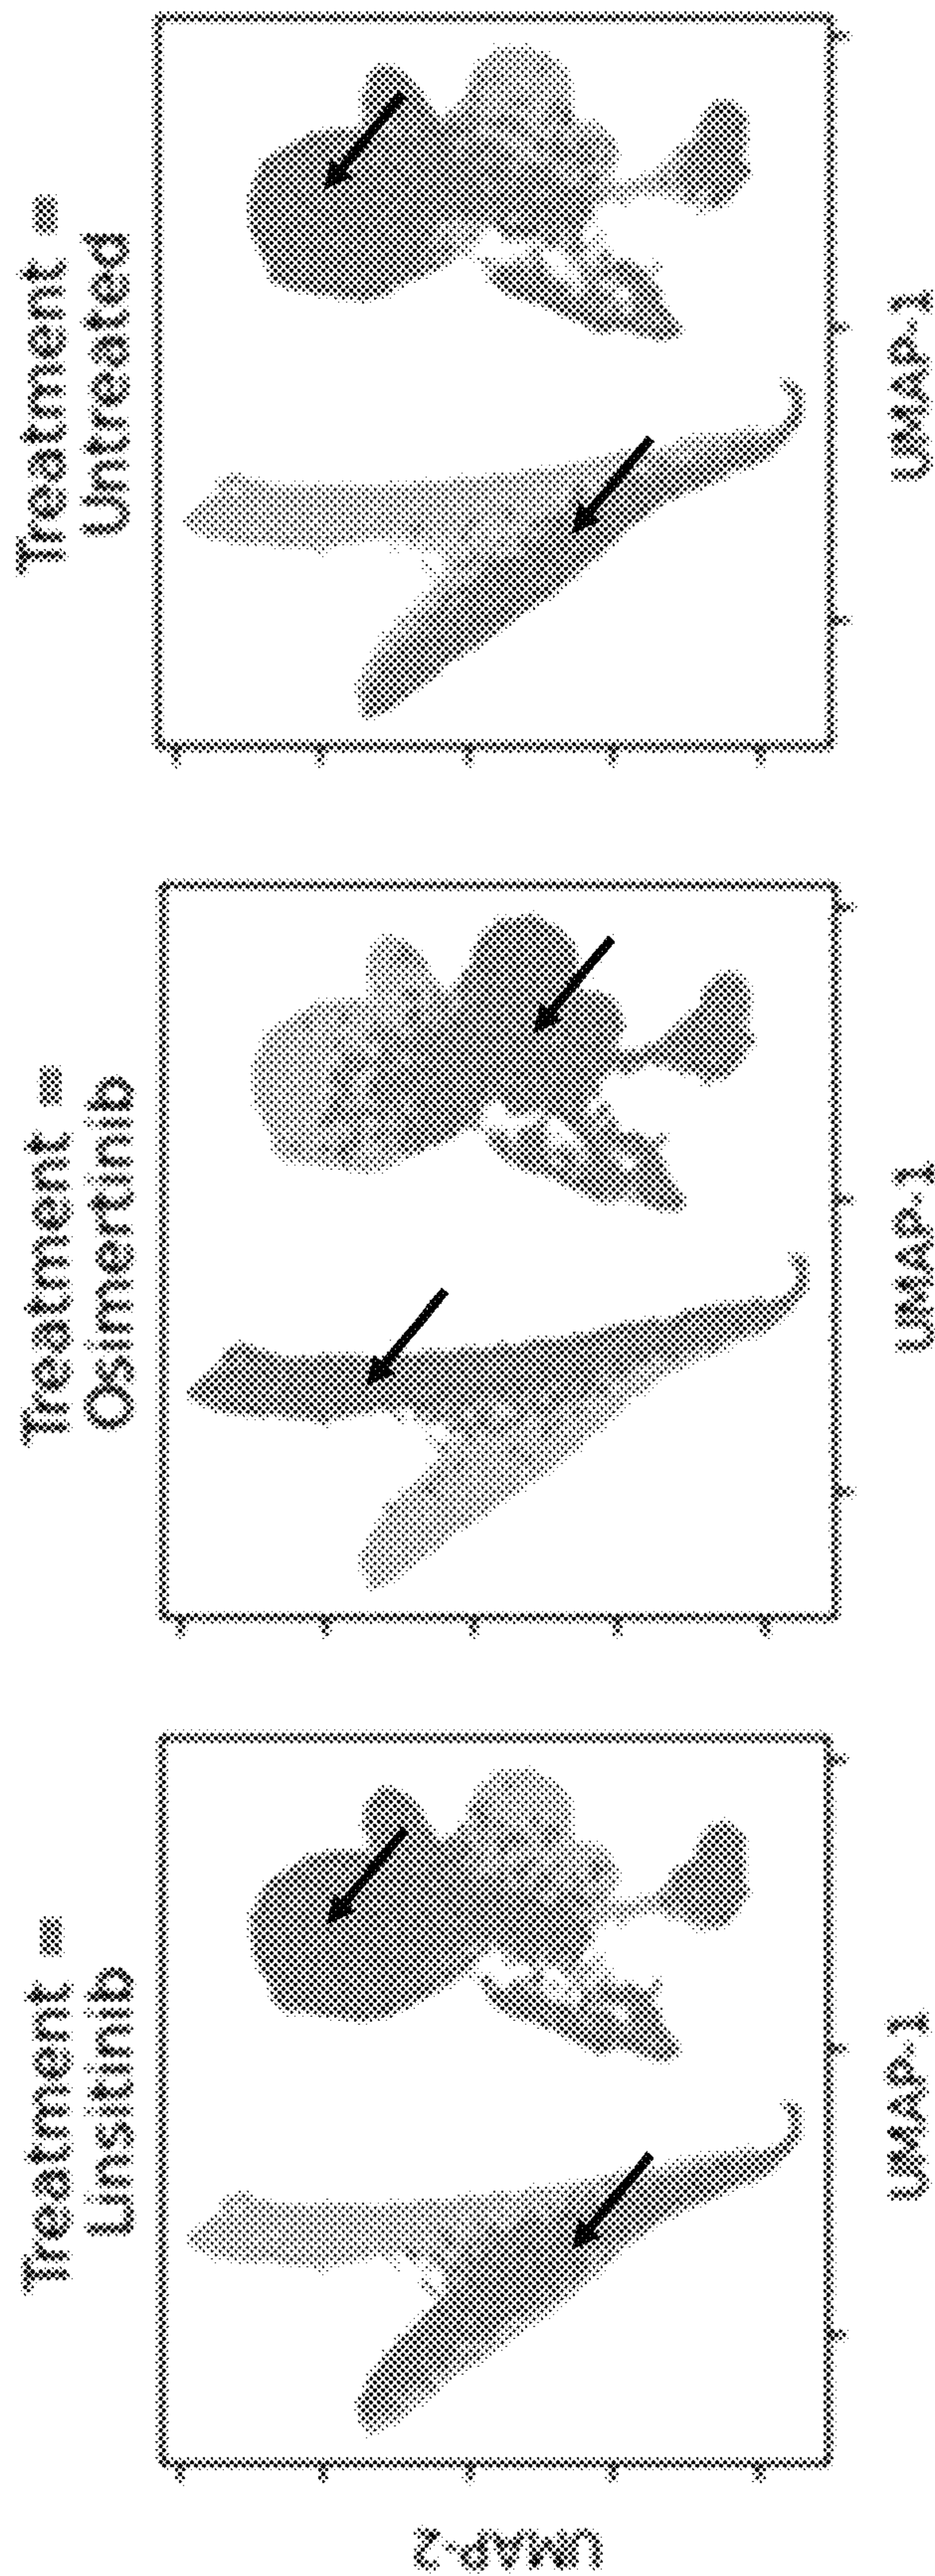 Treatment =
Linsitinib
Treatment =
Osimertinib
Treatment =
Untreated
UMAP-2
UMAP-1
UMAP-1
UMAP-1